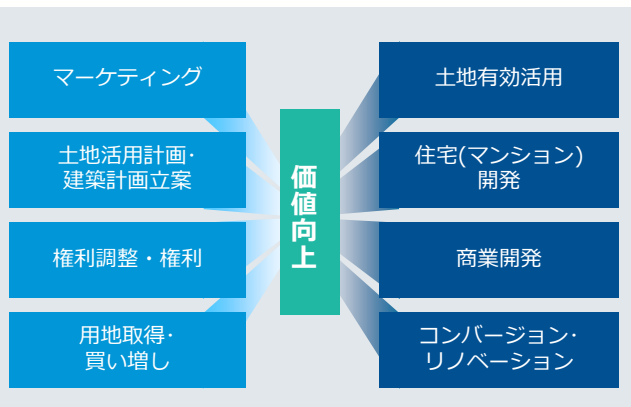 マーケティング
土地活用計画・
建築計画立案
権利調整・権利
用地取得・
買い増し
価値向上
土地有効活用
住宅(マンション)
開発
商業開発
コンバージョン・
リノベーション